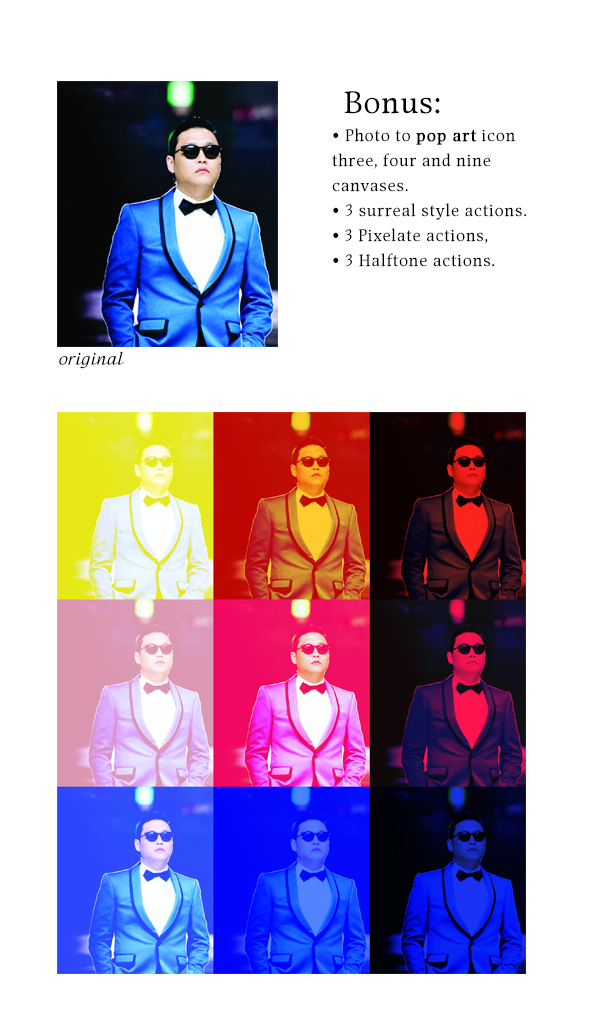 Bonus:
• Photo to pop art icon
three, four and nine
canvases.
• 3 surreal style actions.
• 3 Pixelate actions,
• 3 Halftone actions.
original